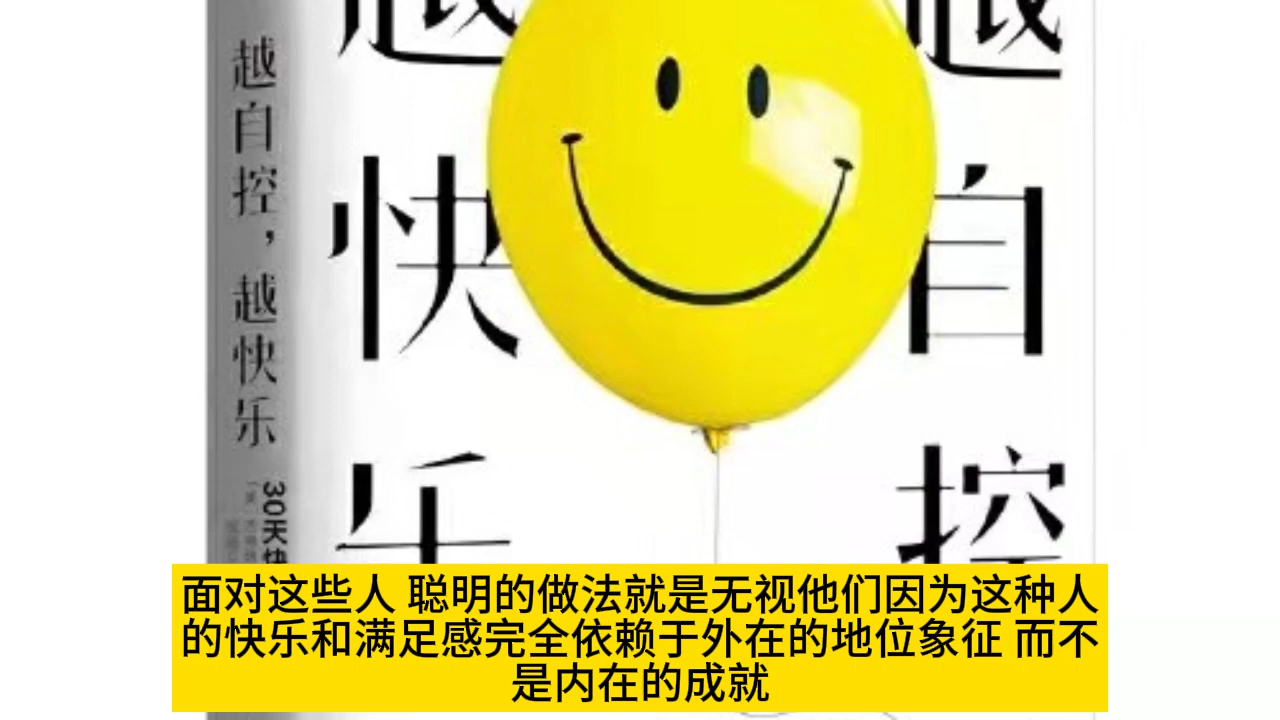 越自控，越快乐
30天快
越自控
越快乐
面对这些人 聪明的做法就是无视他们因为这种人
的快乐和满足感完全依赖于外在的地位象征 而不
是内在的成就